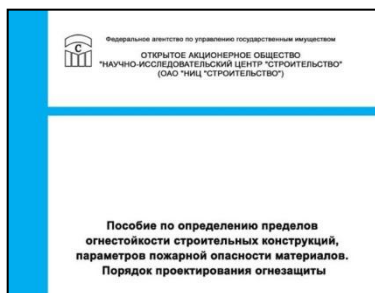 Федеральное агентство по управлению государственным имуществом
С
ОТКРЫТОЕ АКЦИОНЕРНОЕ ОБЩЕСТВО
"НАУЧНО-ИССЛЕДОВАТЕЛЬСКИЙ ЦЕНТР "СТРОИТЕЛЬСТВО"
(ОАО "НИЦ "СТРОИТЕЛЬСТВО")
Пособие по определению пределов
огнестойкости строительных конструкций,
параметров пожарной опасности материалов.
Порядок проектирования огнезащиты